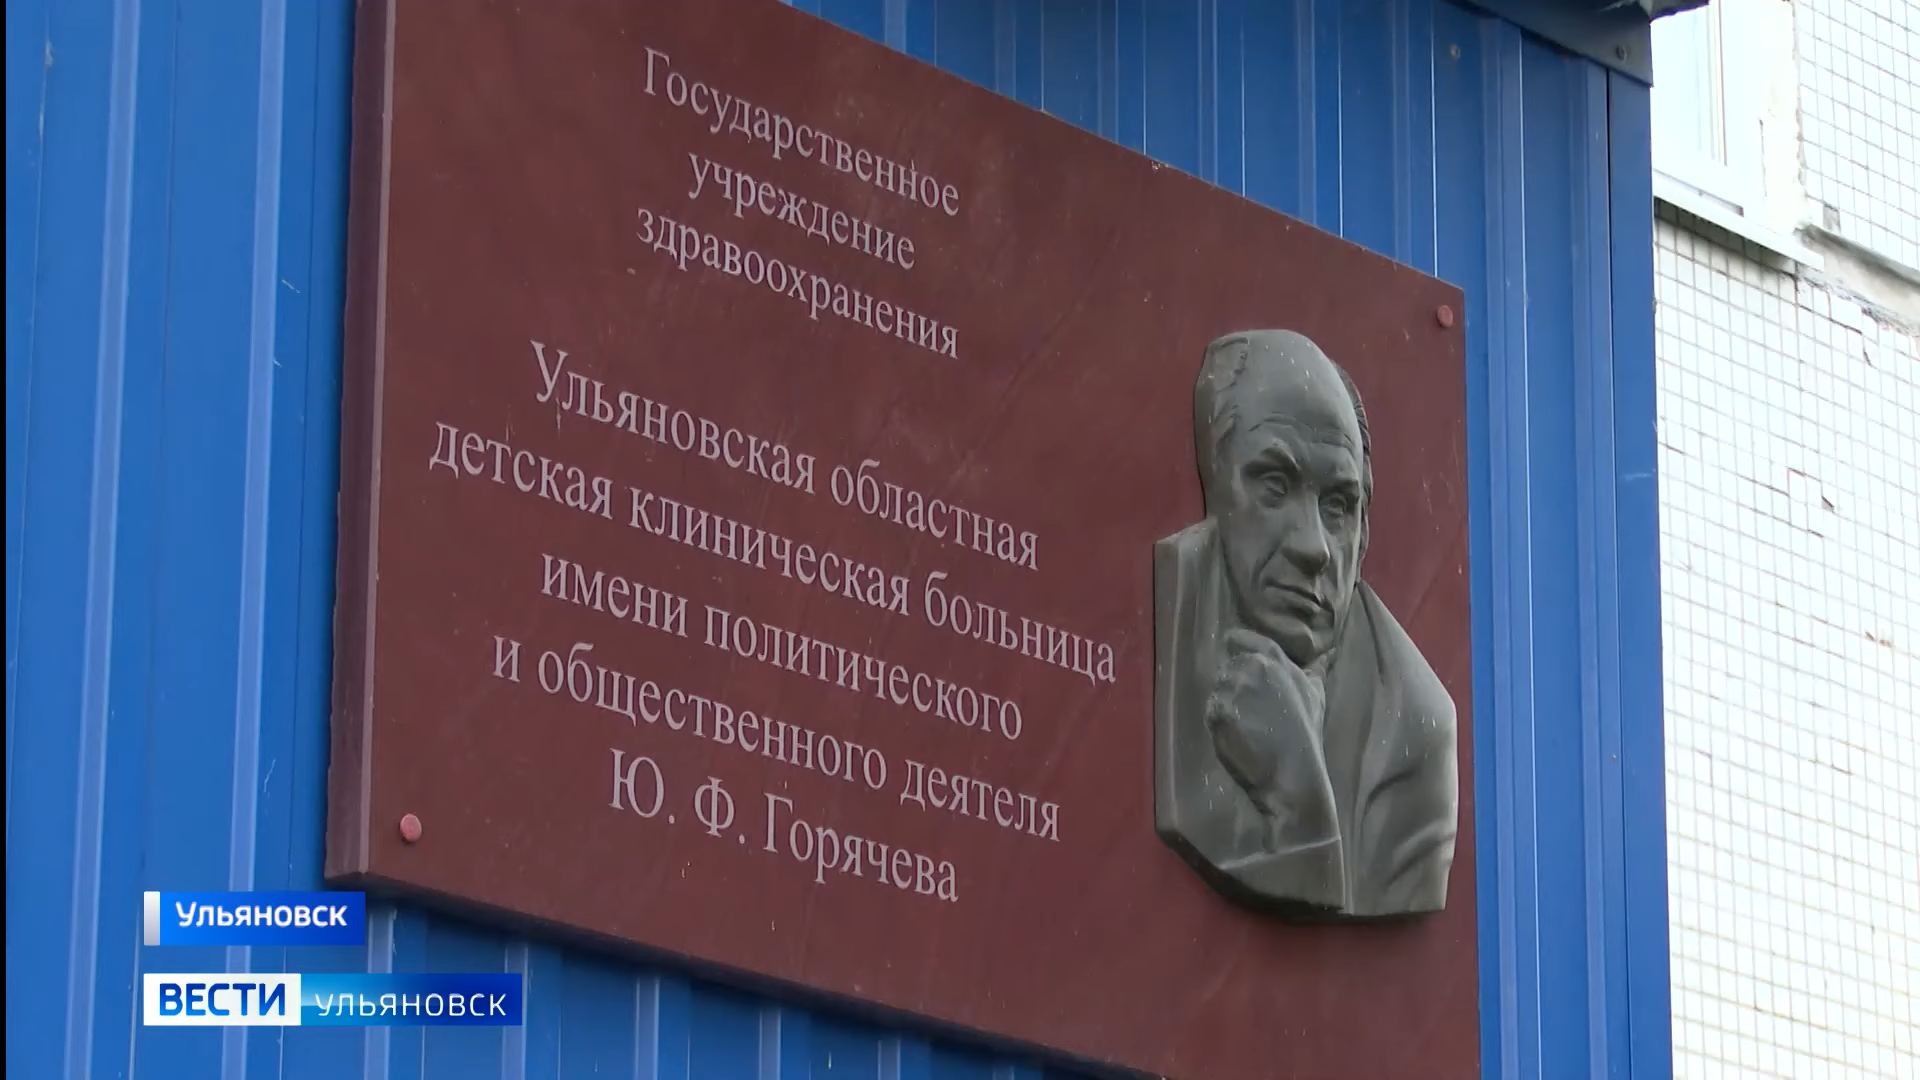 Государственное
учреждение
здравоохранения
Ульяновская областная
детская клиническая больница
имени политического
и общественного деятеля
Ю. Ф. Горячева
Ульяновск
ВЕСТИ УЛЬЯНОВСК